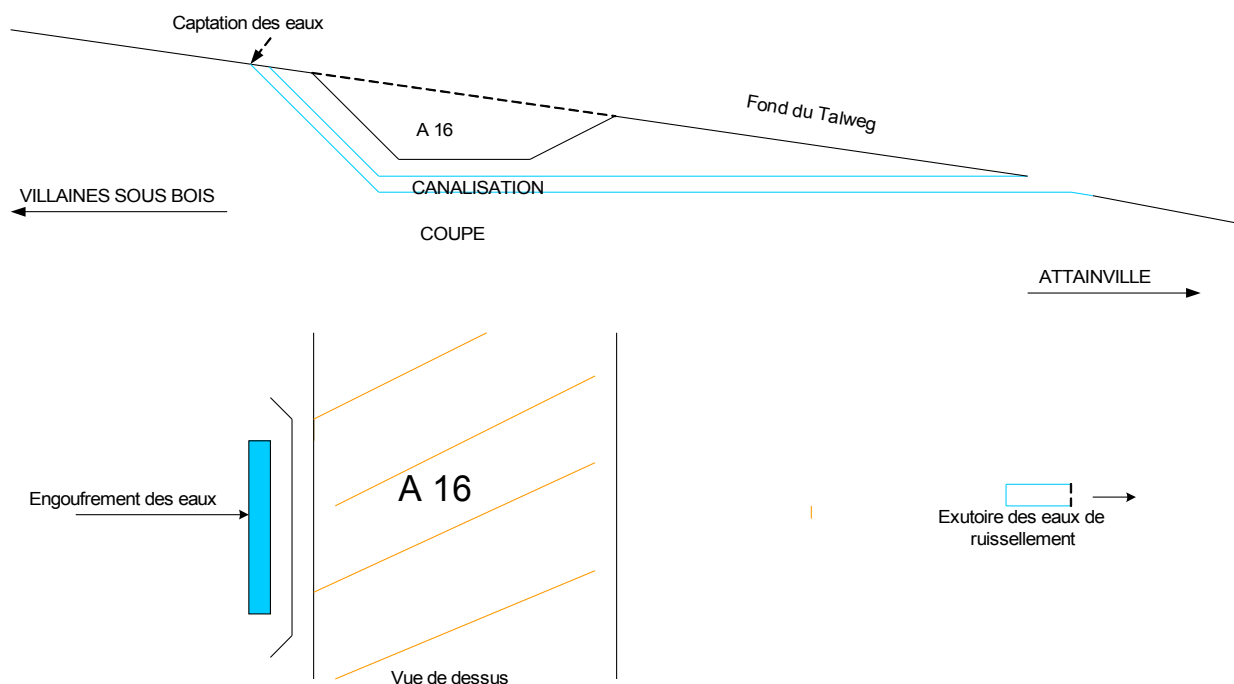 Captation des eaux
Fond du Talweg
A 16
CANALISATION
VILLAINES SOUS BOIS
COUPE
ATTAINVILLE
A 16
Engoufrement des eaux
Exutoire des eaux de
ruissellement
Vue de dessus